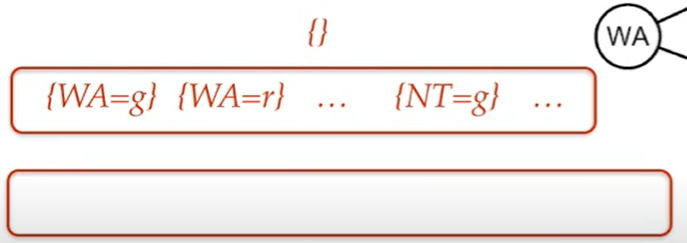 {}
WA
{WA=g} {WA=r} ... {NT=g} ...